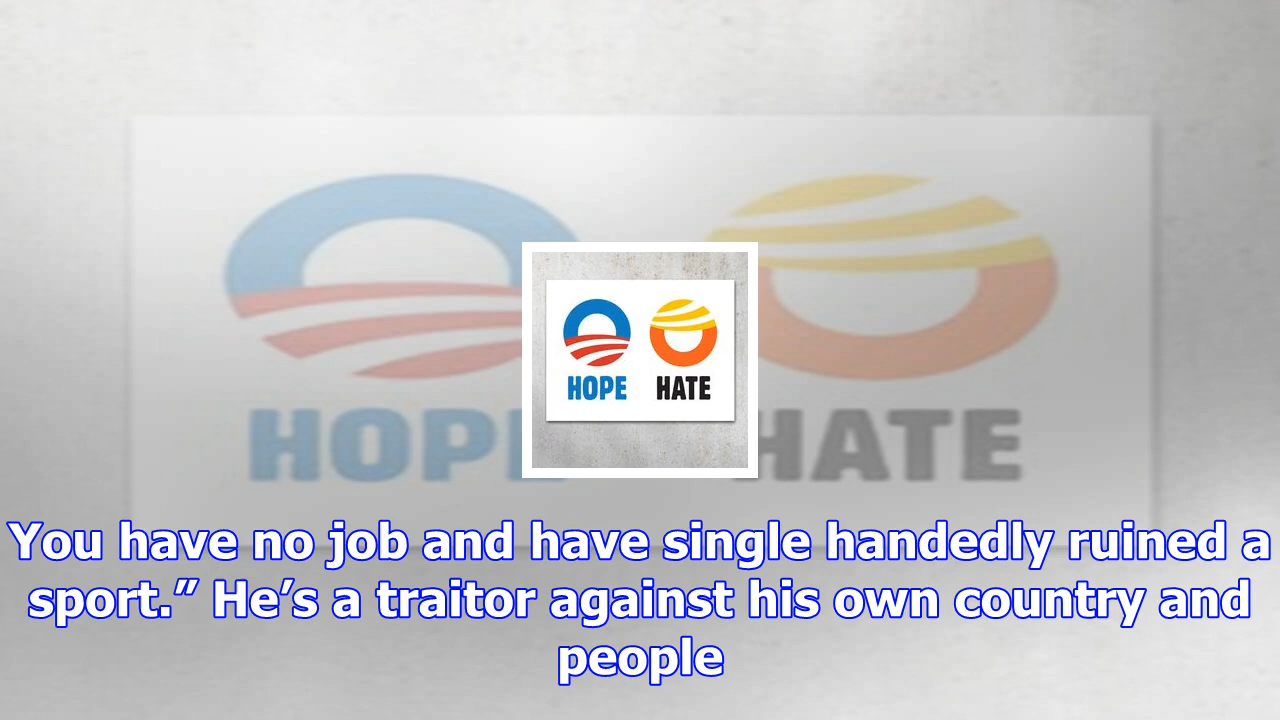 HOPE HATE
HOPE HATE
You have no job and have single handedly ruined a
sport.” He’s a traitor against his own country and
people